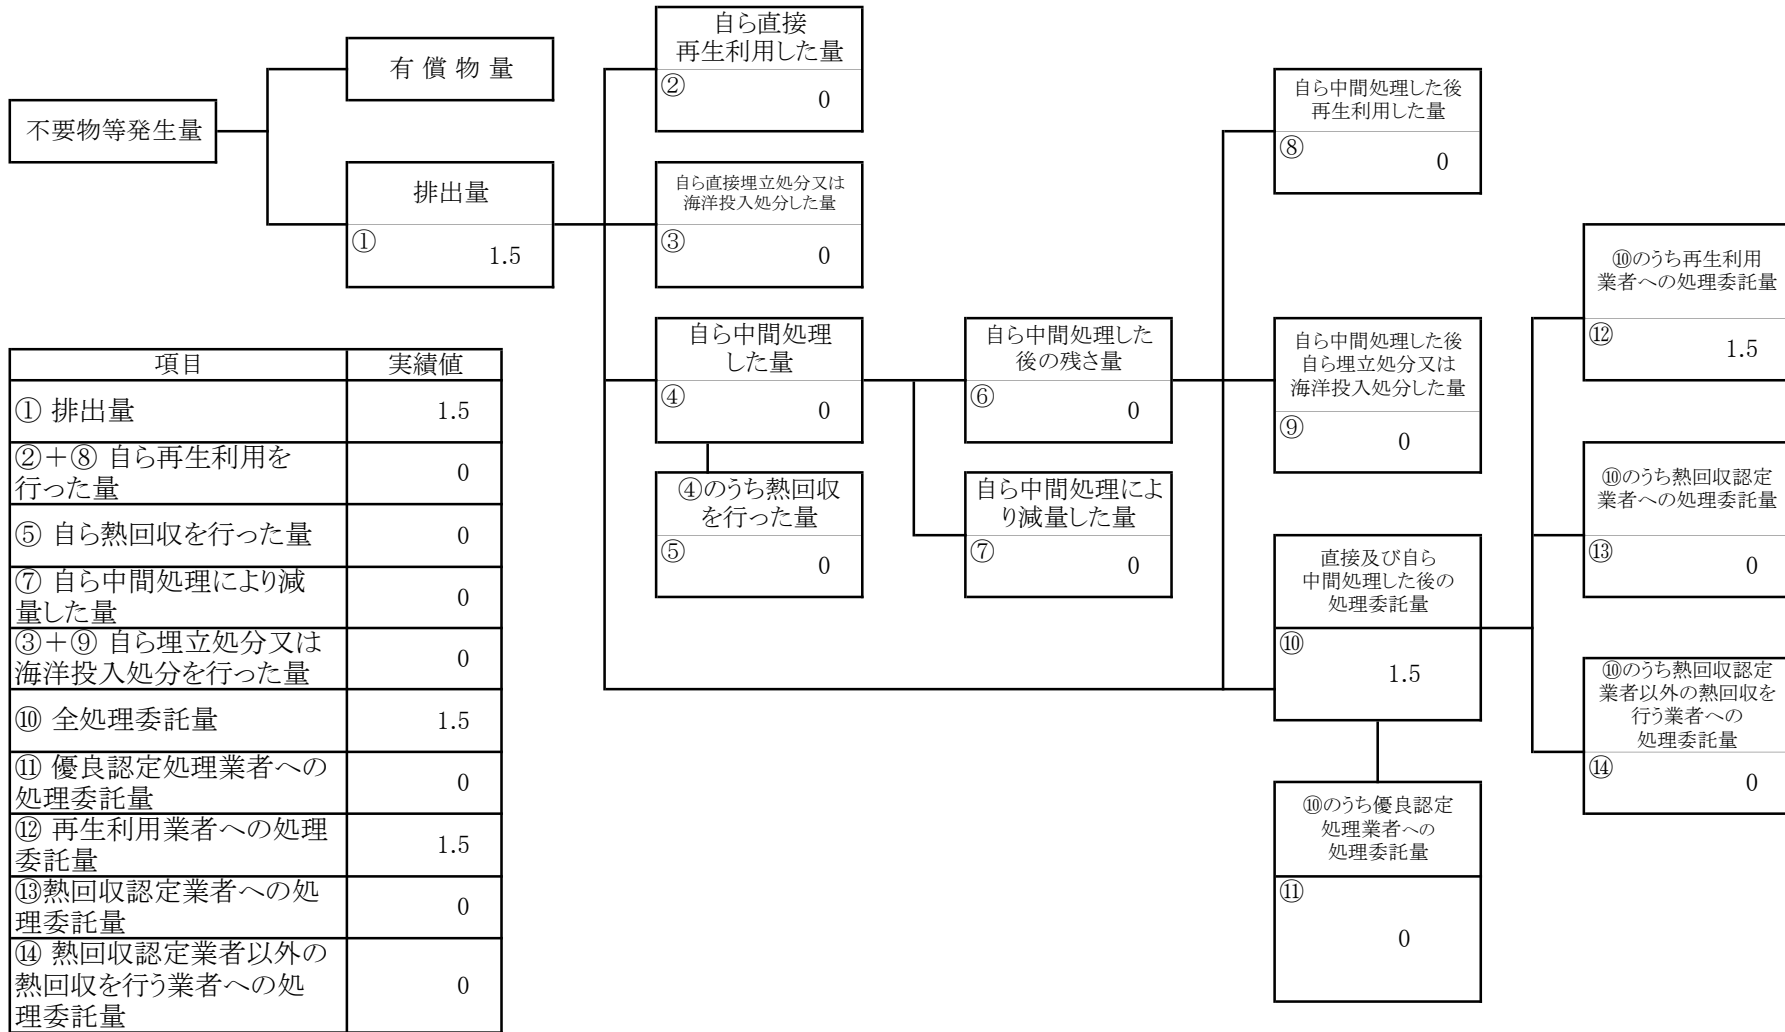 不要物等発生量
有償物量
排出量
①
1.5
自ら直接
再生利用した量
②
0
自ら直接埋立処分又は
海洋投入処分した量
③
0
自ら中間処理
した量
④
0
④のうち熱回収
を行った量
⑤
0
自ら中間処理した
後の残さ量
⑥
0
自ら中間処理によ
り減量した量
⑦
0
自ら中間処理した後
再生利用した量
⑧
0
自ら中間処理した後
自ら埋立処分又は
海洋投入処分した量
⑨
0
直接及び自ら
中間処理した後の
処理委託量
⑩
1.5
⑩のうち優良認定
処理業者への
処理委託量
⑪
0
⑩のうち再生利用
業者への処理委託量
⑫
1.5
⑩のうち熱回収認定
業者への処理委託量
⑬
0
⑩のうち熱回収認定
業者以外の熱回収を
行う業者への
処理委託量
⑭
0
項目 実績値
① 排出量 1.5
②＋⑧ 自ら再生利用を
行った量 0
⑤ 自ら熱回収を行った量 0
⑦ 自ら中間処理により減
量した量 0
③＋⑨ 自ら埋立処分又は
海洋投入処分を行った量 0
⑩ 全処理委託量 1.5
⑪ 優良認定処理業者への
処理委託量 0
⑫ 再生利用業者への処理
委託量 1.5
⑬熱回収認定業者への処
理委託量 0
⑭ 熱回収認定業者以外の
熱回収を行う業者への処
理委託量 0